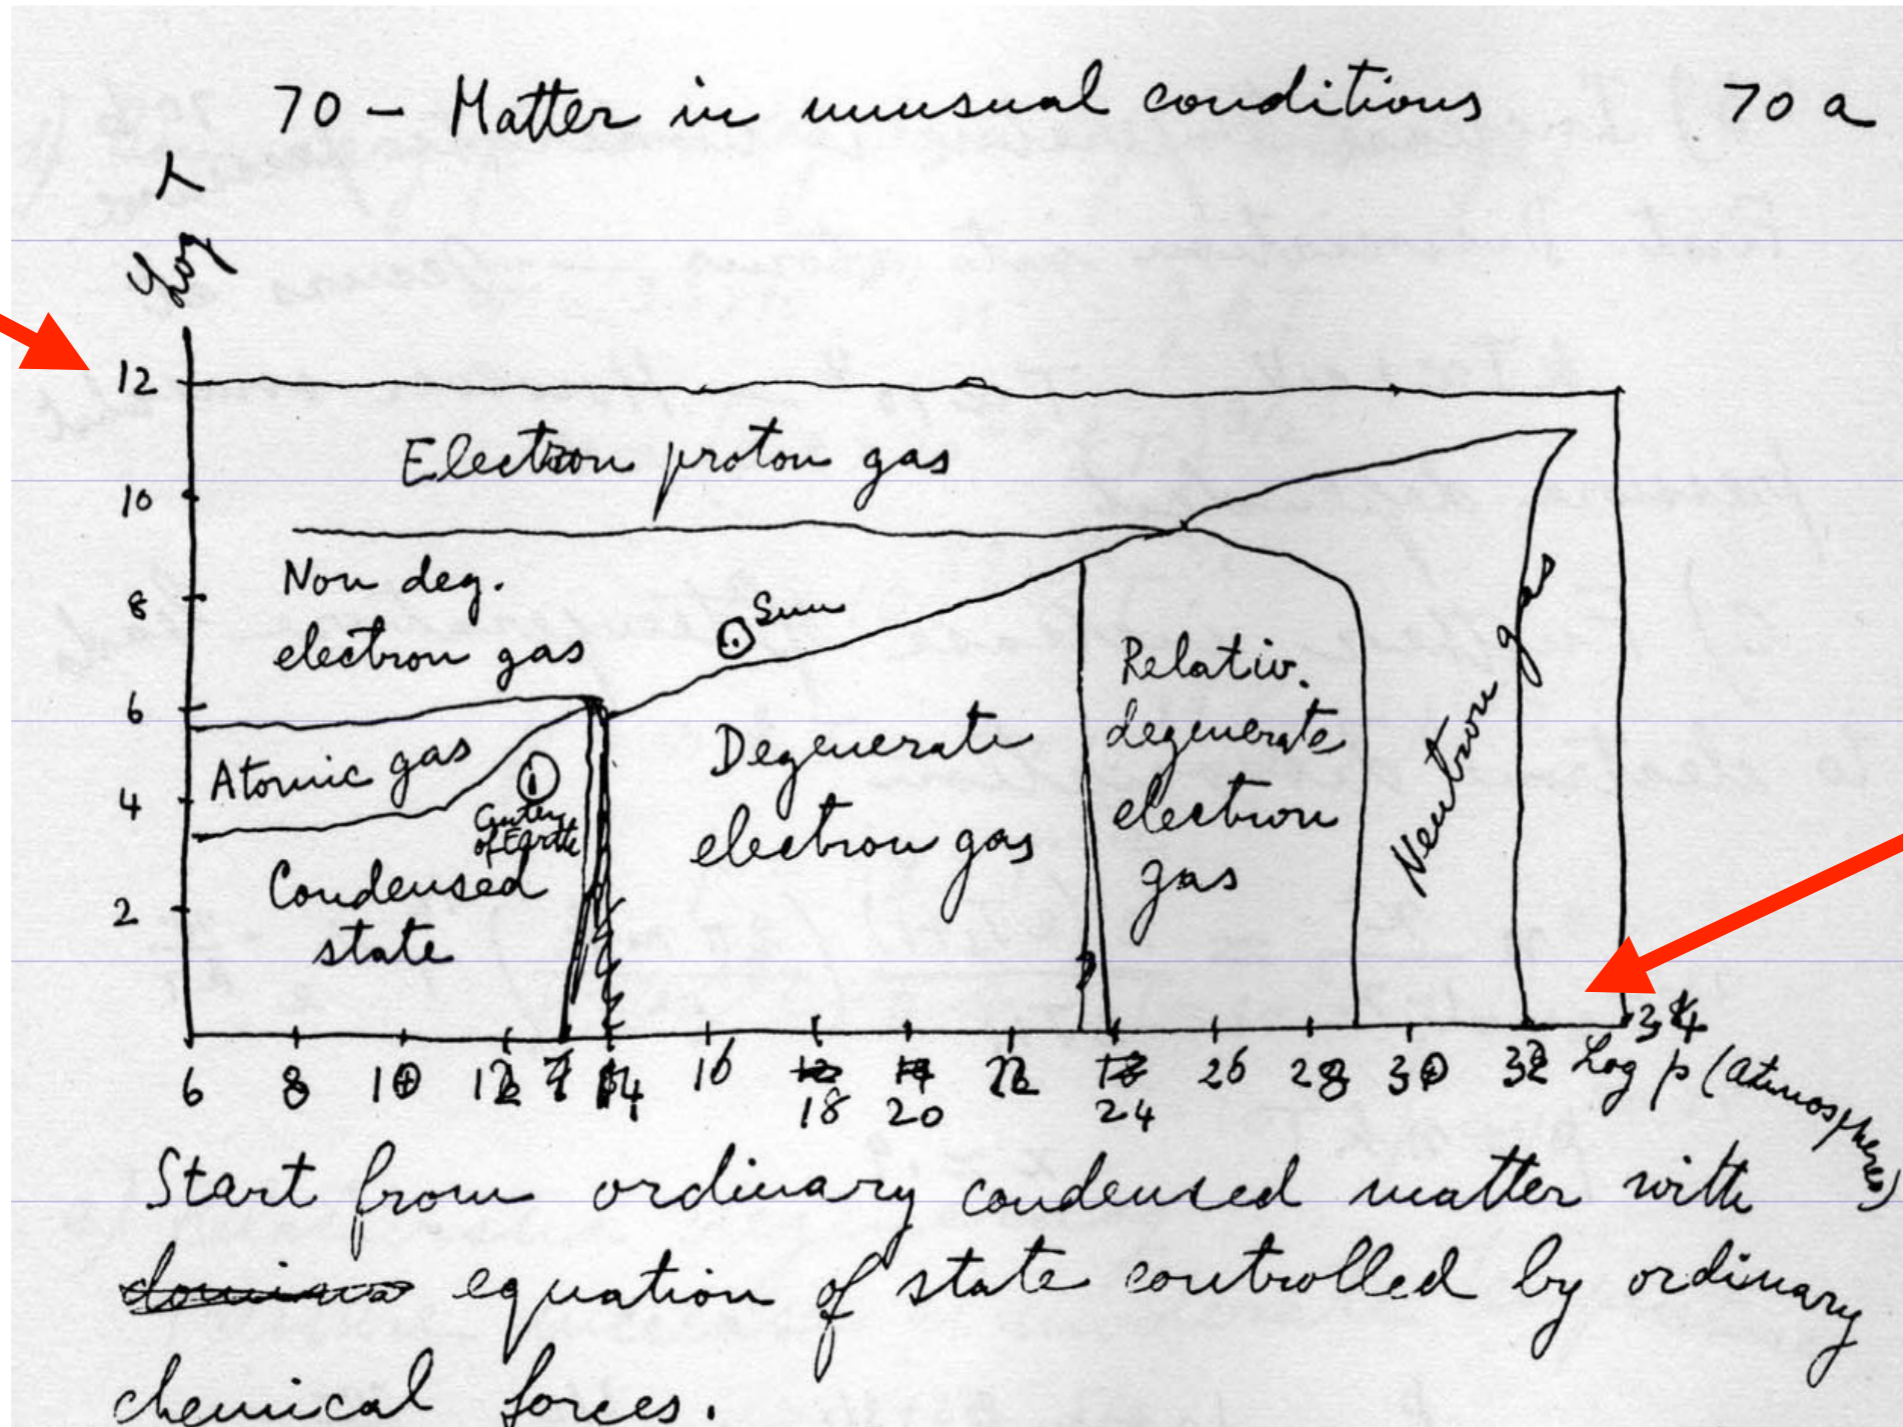 70 - Matter in unusual conditions 70 a
Log T
12
Electron proton gas
10
Non deg.
electron gas
8
Sun
6
Atomic gas
4
Center
of Earth
Condensed
state
2
Degenerate
electron gas
Relativ.
degenerate
electron
gas
Neutron gas
6 8 10 12 14 16 18 20 22 24 26 28 30 32 34
Log p (atmospheres)
Start from ordinary condensed matter with
equation of state controlled by ordinary
chemical forces.